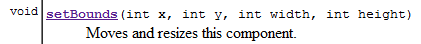 void setBounds(int x, int y, int width, int height)
Moves and resizes this component.